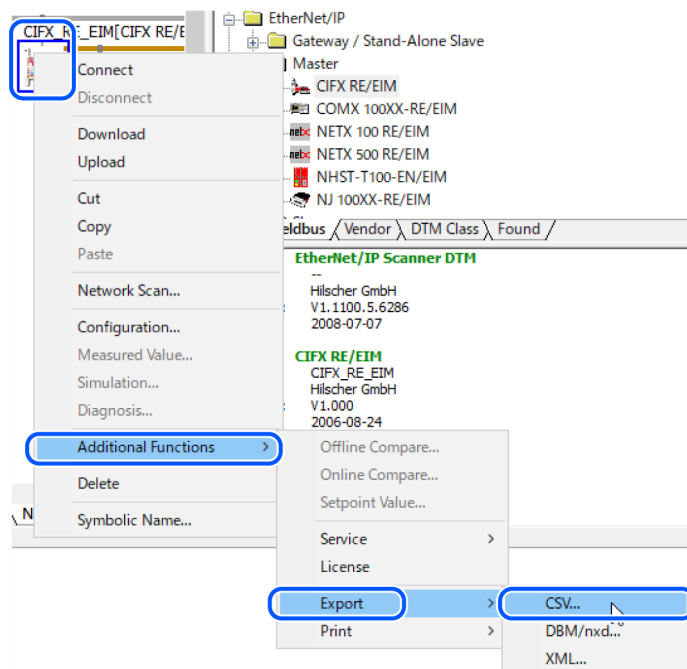 CIFX_RE_EIM[CIFX RE/E
EtherNet/IP
Gateway / Stand-Alone Slave
Master
CIFX RE/EIM
COMX 100XX-RE/EIM
NETX 100 RE/EIM
NETX 500 RE/EIM
NHST-T100-EN/EIM
NJ 100XX-RE/EIM
eldbus / Vendor \ DTM Class \ Found /
EtherNet/IP Scanner DTM
--
Hilscher GmbH
V1.1100.5.6286
2008-07-07
CIFX RE/EIM
CIFX_RE_EIM
Hilscher GmbH
V1.000
2006-08-24
Connect
Disconnect
Download
Upload
Cut
Copy
Paste
Network Scan...
Configuration...
Measured Value...
Simulation...
Diagnosis...
Additional Functions >
Delete
Symbolic Name...
N
Offline Compare...
Online Compare...
Setpoint Value...
Service >
License
Export >
Print >
CSV...
DBM/nxd...
XML...